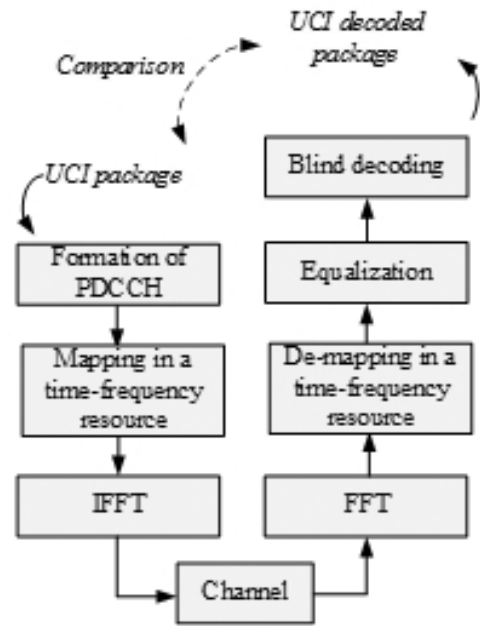 UCI decoded
package
Comparison
UCI package
Blind decoding
Formation of
PDCCH
Equalization
Mapping in a
time-frequency
resource
De-mapping in a
time-frequency
resource
IFFT
FFT
Channel